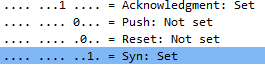 .... ...1 .... = Acknowledgment: Set
.... .... 0... = Push: Not set
.... .... .0.. = Reset: Not set
.... .... ..1. = Syn: Set